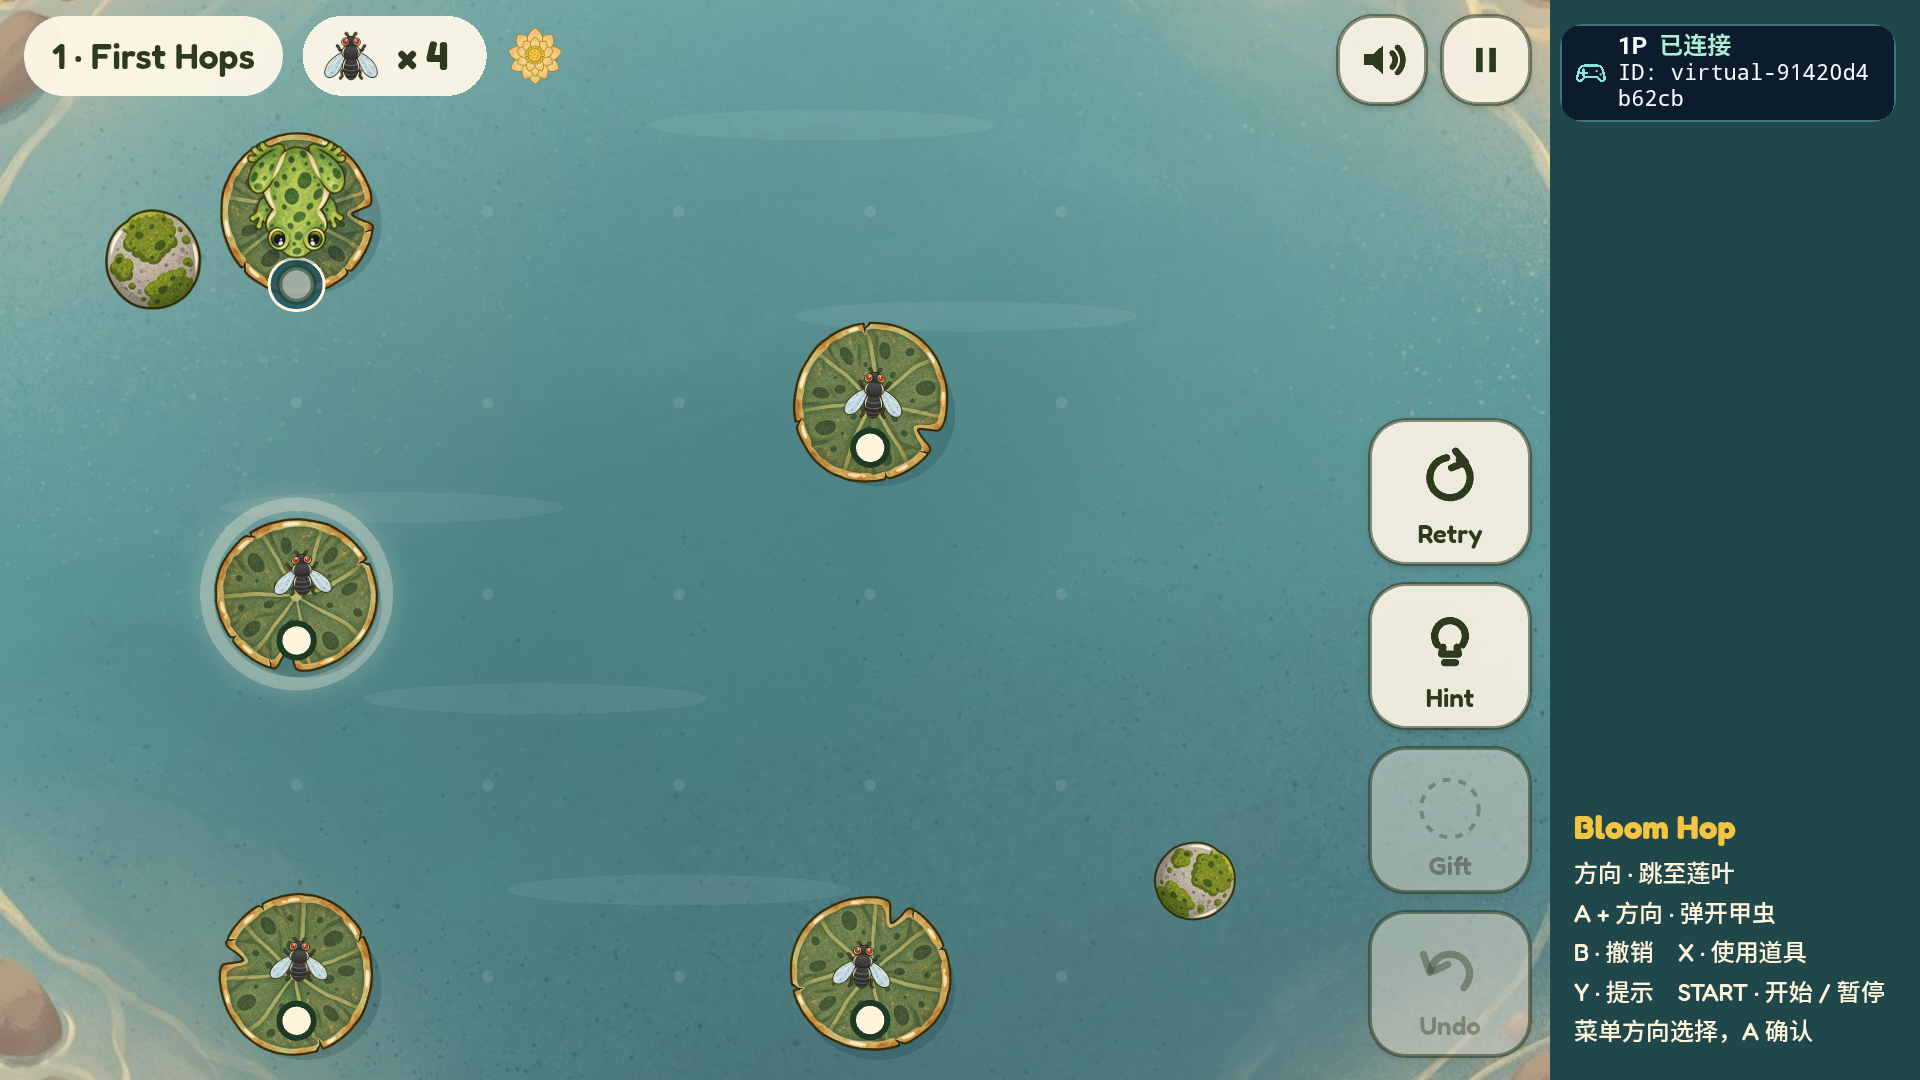 1 · First Hops
x 4
1P 已连接
ID: virtual-91420d4
b62cb
Retry
Hint
Gift
Undo
Bloom Hop
方向 · 跳至莲叶
A + 方向 · 弹开甲虫
B · 撤销 X · 使用道具
Y · 提示 START · 开始 / 暂停
菜单方向选择，A 确认